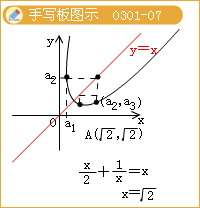 手写板图示 0301-07
y
y=x
a₂
(a₂,a₃)
0
a₁
x
A(√2,√2)
x/2+1/x=x
x=√2